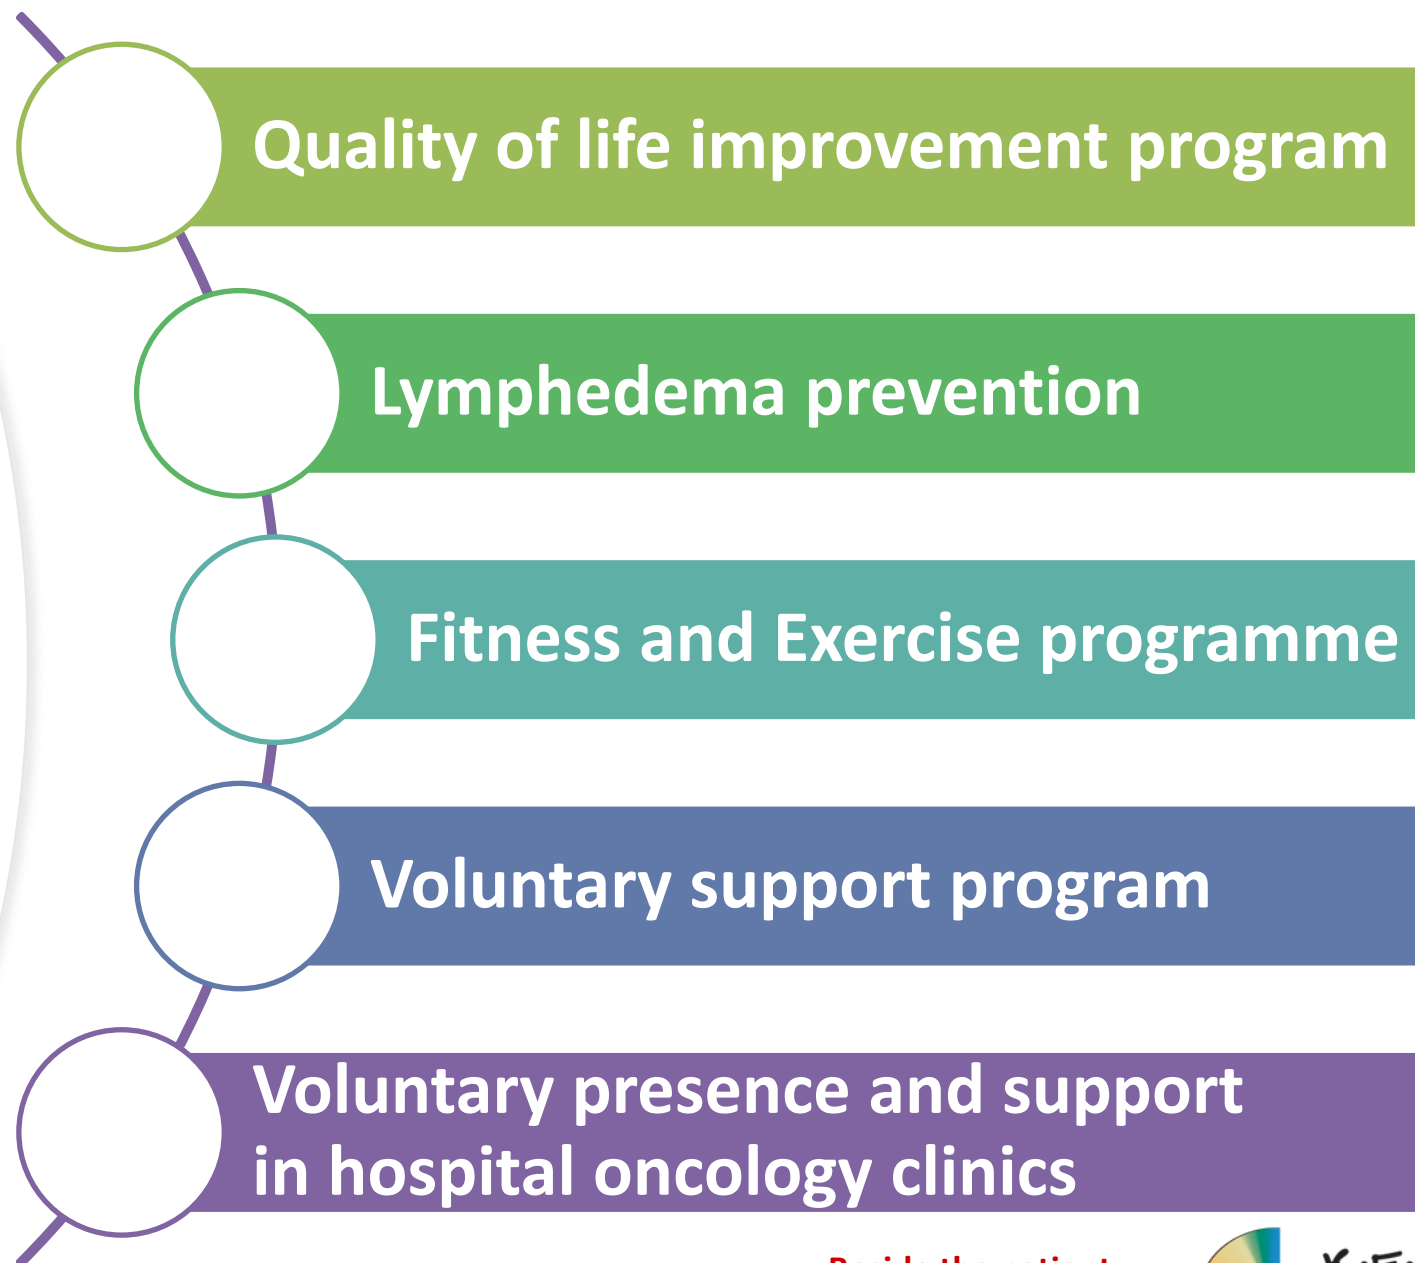 Quality of life improvement program
Lymphedema prevention
Fitness and Exercise programme
Voluntary support program
Voluntary presence and support
in hospital oncology clinics